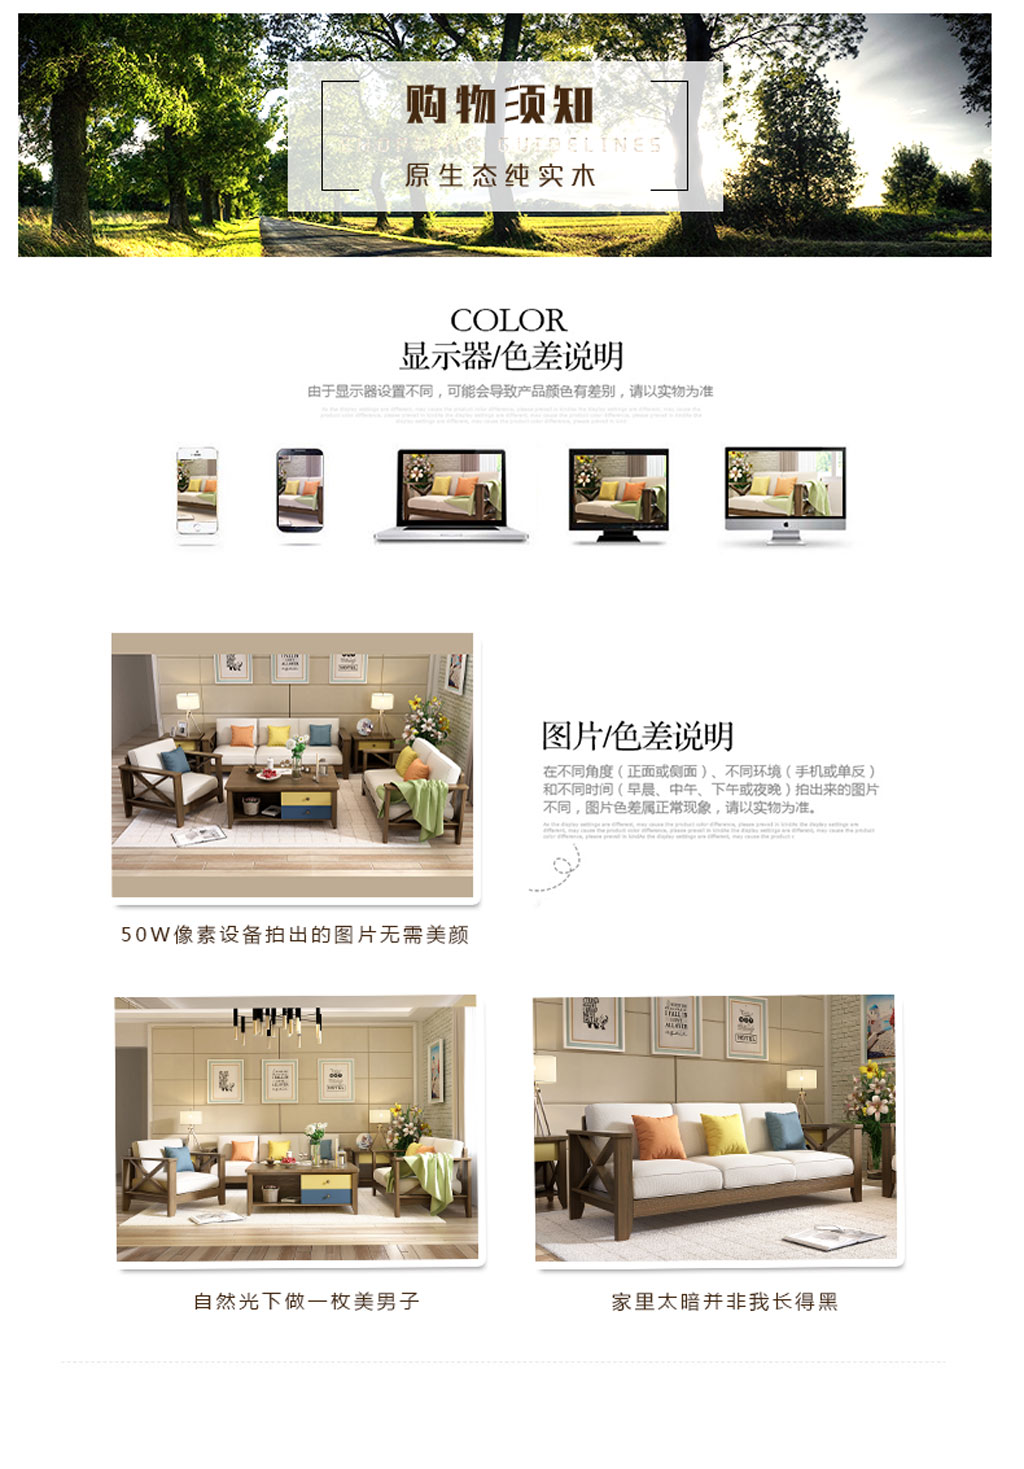 购物须知
GUIDELINES
原生态纯实木
COLOR
显示器/色差说明
由于显示器设置不同，可能会导致产品颜色有差别，请以实物为准
图片/色差说明
在不同角度（正面或侧面）、不同环境（手机或单反）
和不同时间（早晨、中午、下午或夜晚）拍出来的图片
不同，图片色差属正常现象，请以实物为准。
50W像素设备拍出的图片无需美颜
自然光下做一枚美男子
家里太暗并非我长得黑